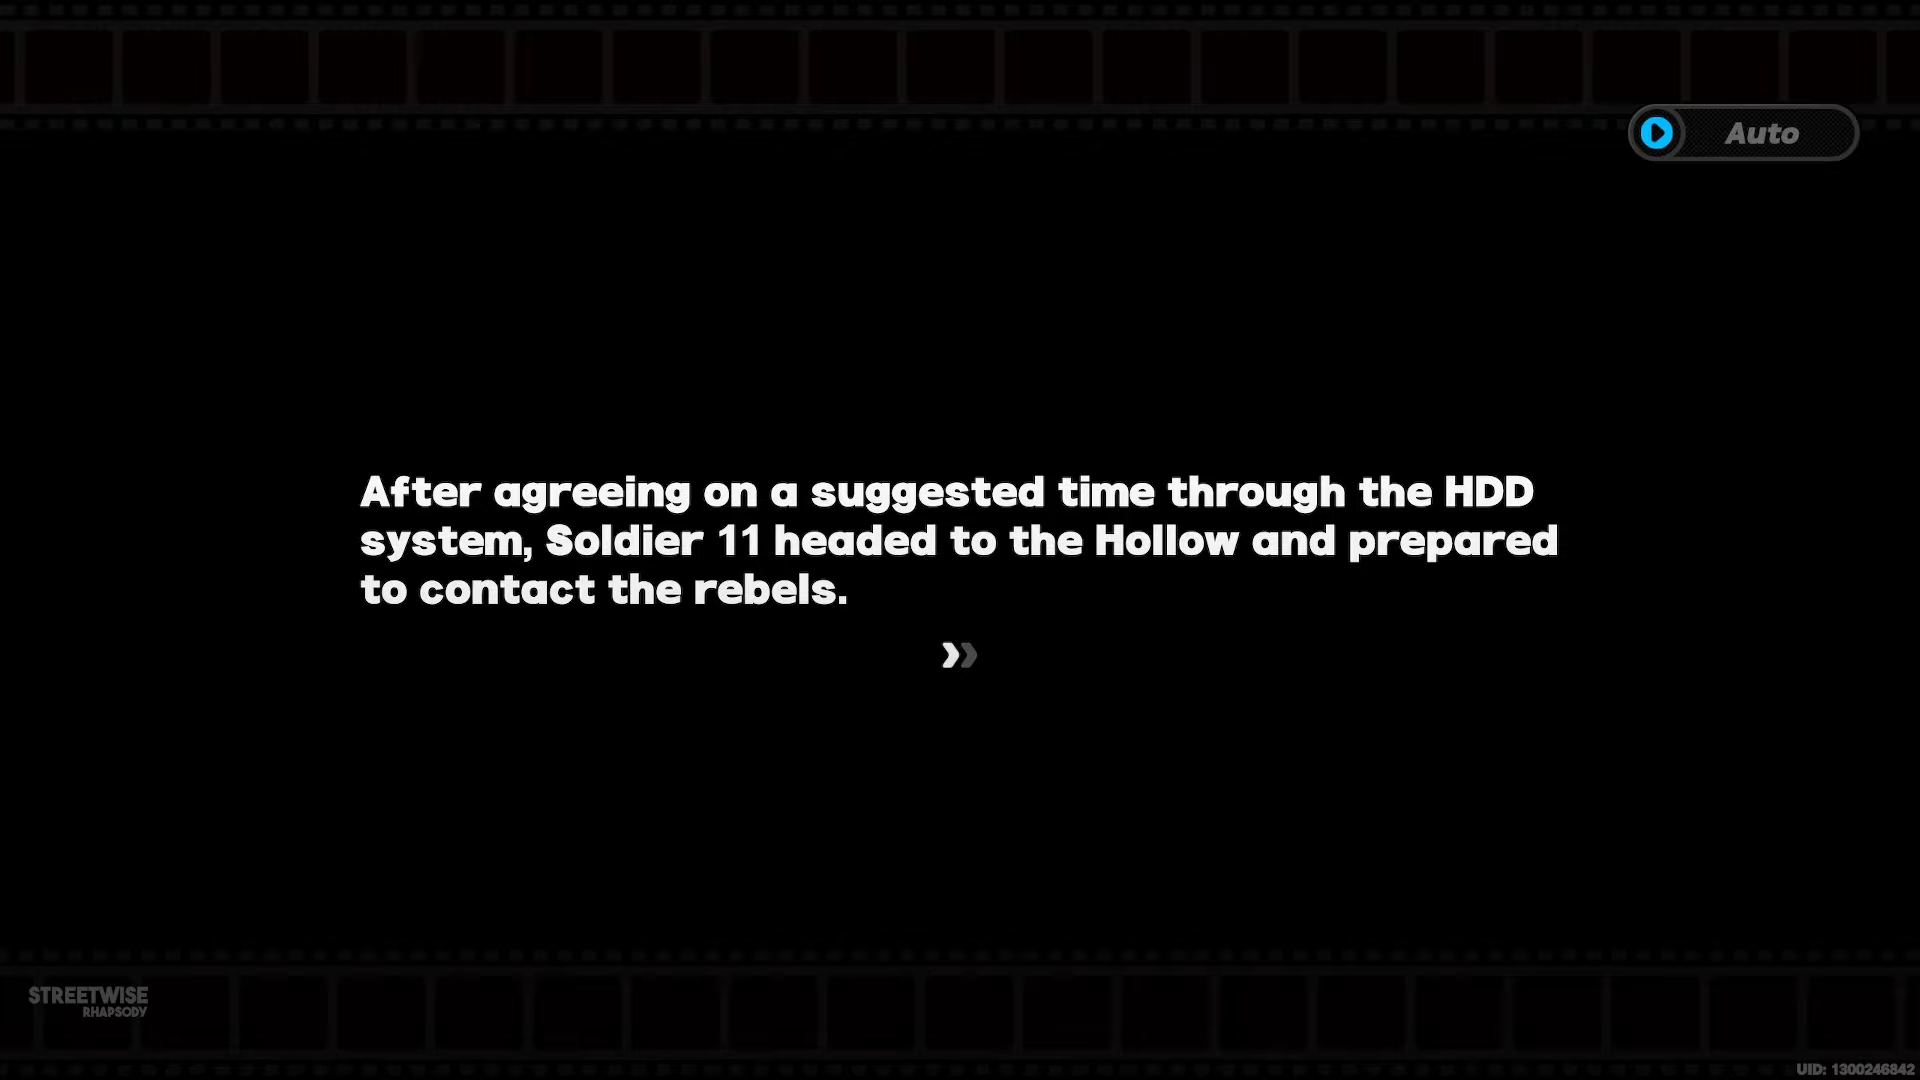 Auto
After agreeing on a suggested time through the HDD
system, Soldier 11 headed to the Hollow and prepared
to contact the rebels.
STREETWISE
RHAPSODY
UID: 1300246842